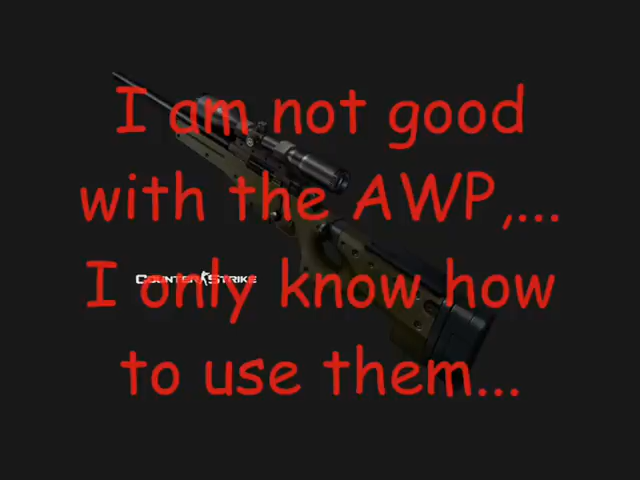 I am not good
with the AWP,...
COUNTER STRIKE
I only know how
to use them...